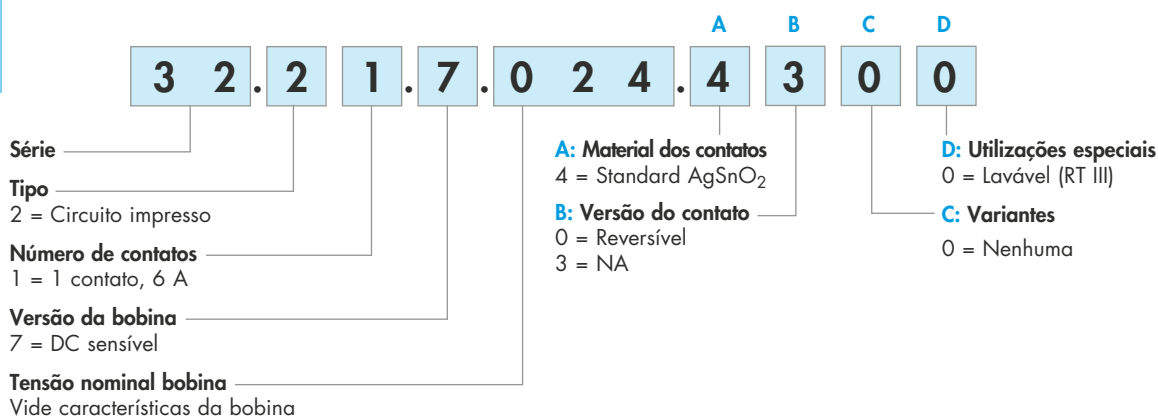 A B C D
3 2 . 2 1 . 7 . 0 2 4 . 4 3 0 0
Série
Tipo
2 = Circuito impresso
Número de contatos
1 = 1 contato, 6 A
Versão da bobina
7 = DC sensível
Tensão nominal bobina
Vide características da bobina
A: Material dos contatos
4 = Standard AgSnO₂
B: Versão do contato
0 = Reversível
3 = NA
D: Utilizações especiais
0 = Lavável (RT III)
C: Variantes
0 = Nenhuma